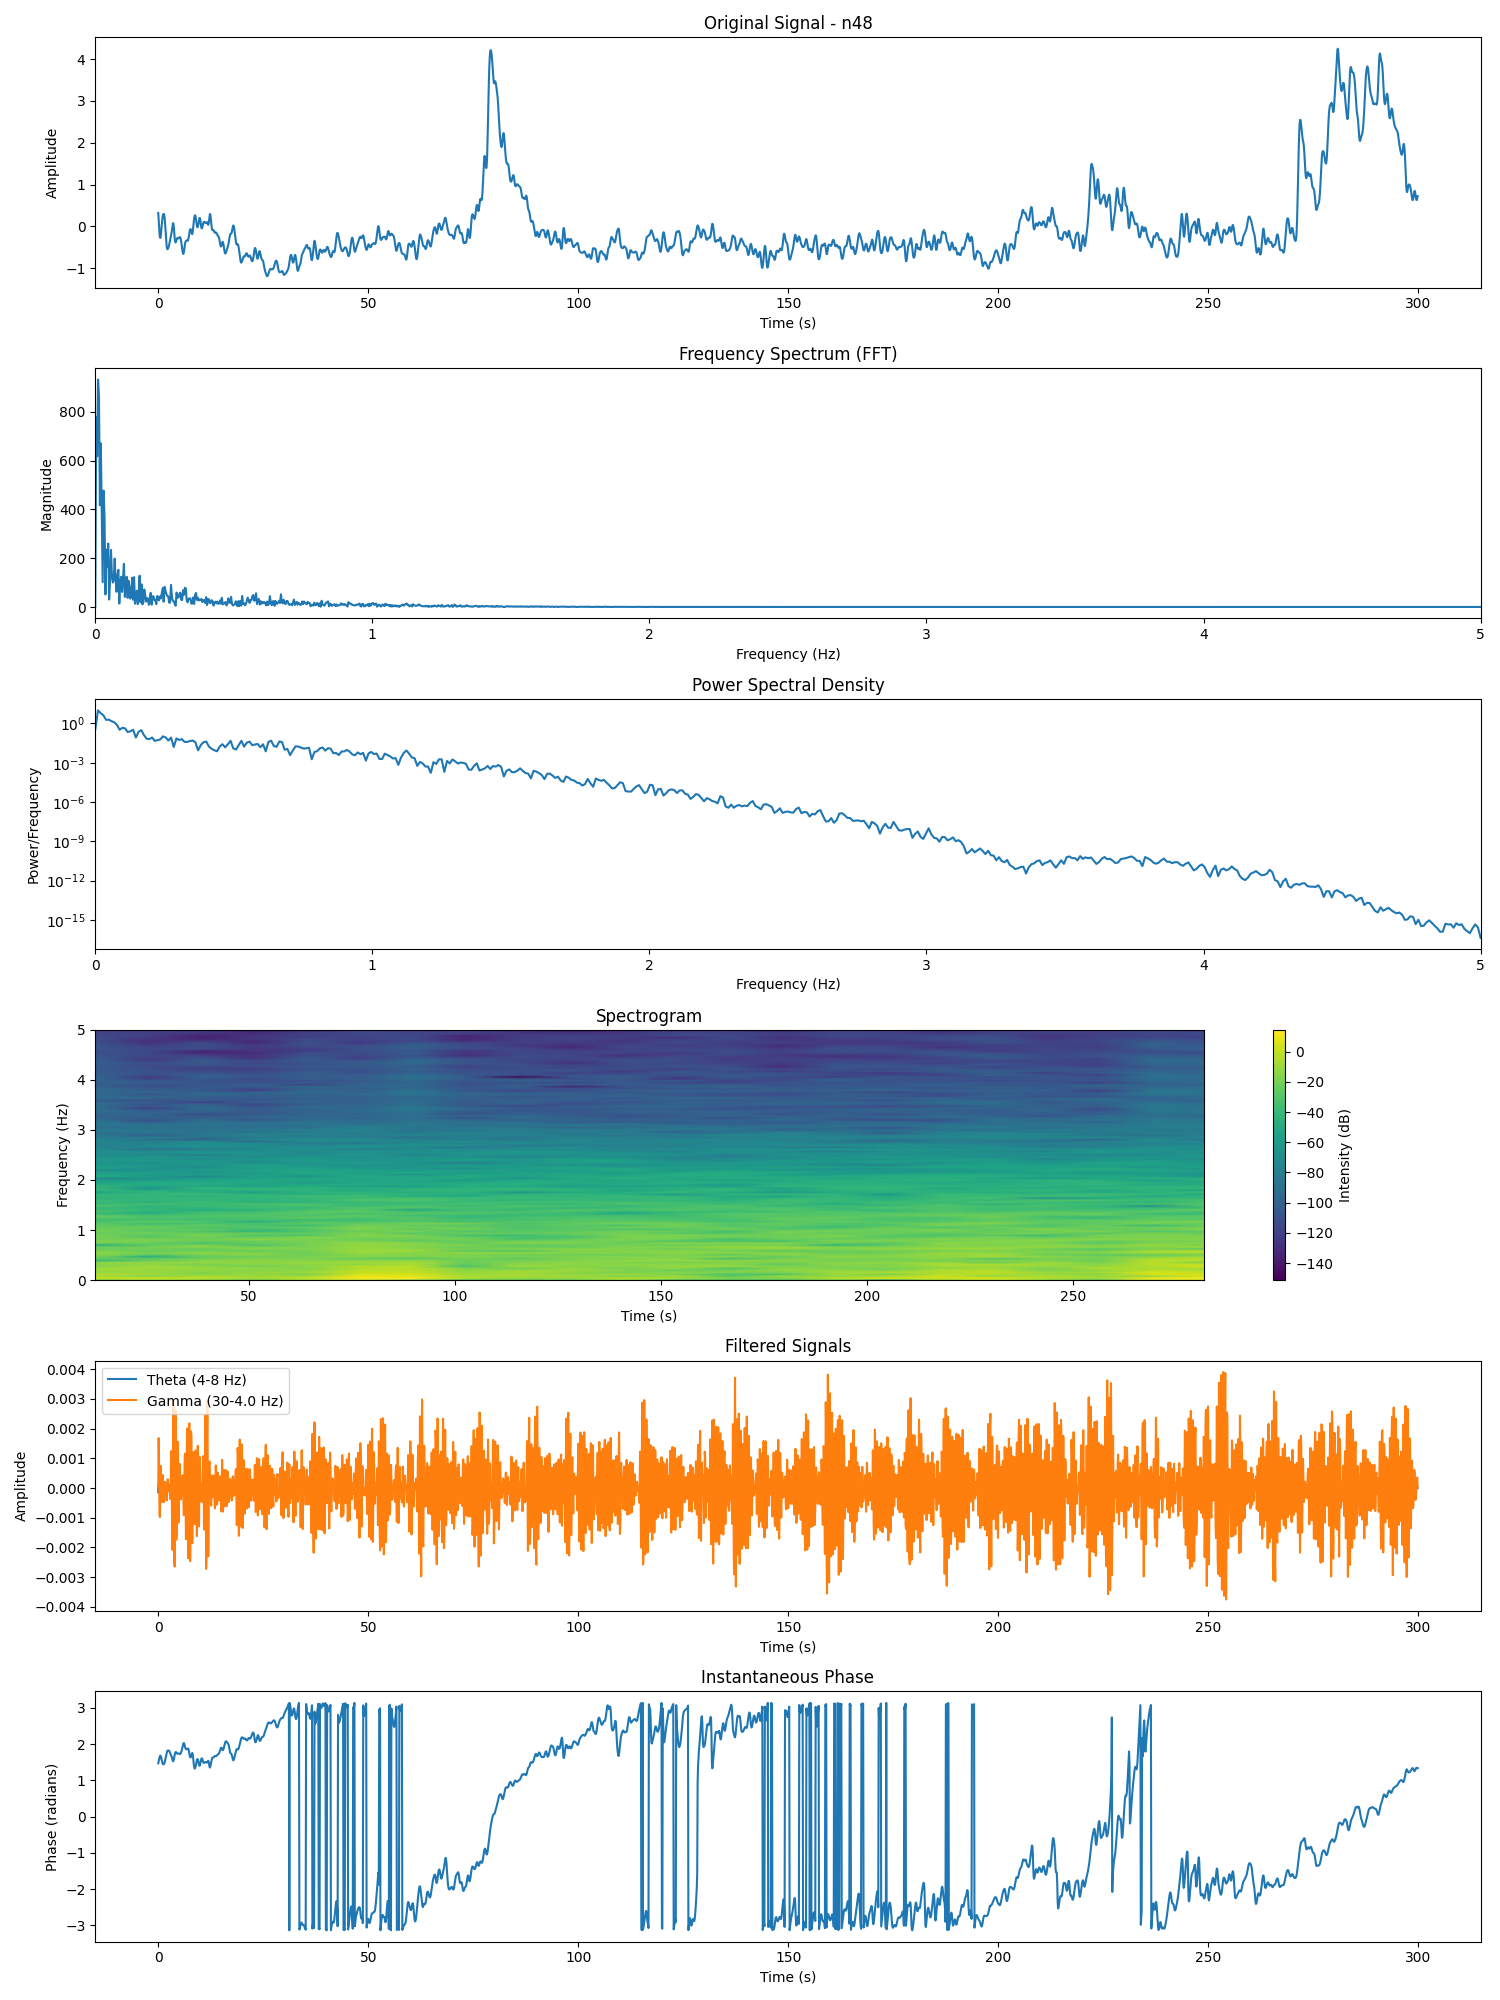 Original Signal - n48
4
3
2
1
0
−1
Amplitude
0 50 100 150 200 250 300
Time (s)
Frequency Spectrum (FFT)
800
600
400
200
0
Magnitude
0 1 2 3 4 5
Frequency (Hz)
Power Spectral Density
10^0
10^−3
10^−6
10^−9
10^−12
10^−15
Power/Frequency
0 1 2 3 4 5
Frequency (Hz)
Spectrogram
5
4
3
2
1
0
Frequency (Hz)
50 100 150 200 250
Time (s)
0
−20
−40
−60
−80
−100
−120
−140
Intensity (dB)
Filtered Signals
Theta (4-8 Hz)
Gamma (30-4.0 Hz)
0.004
0.003
0.002
0.001
0.000
−0.001
−0.002
−0.003
−0.004
Amplitude
0 50 100 150 200 250 300
Time (s)
Instantaneous Phase
3
2
1
0
−1
−2
−3
Phase (radians)
0 50 100 150 200 250 300
Time (s)